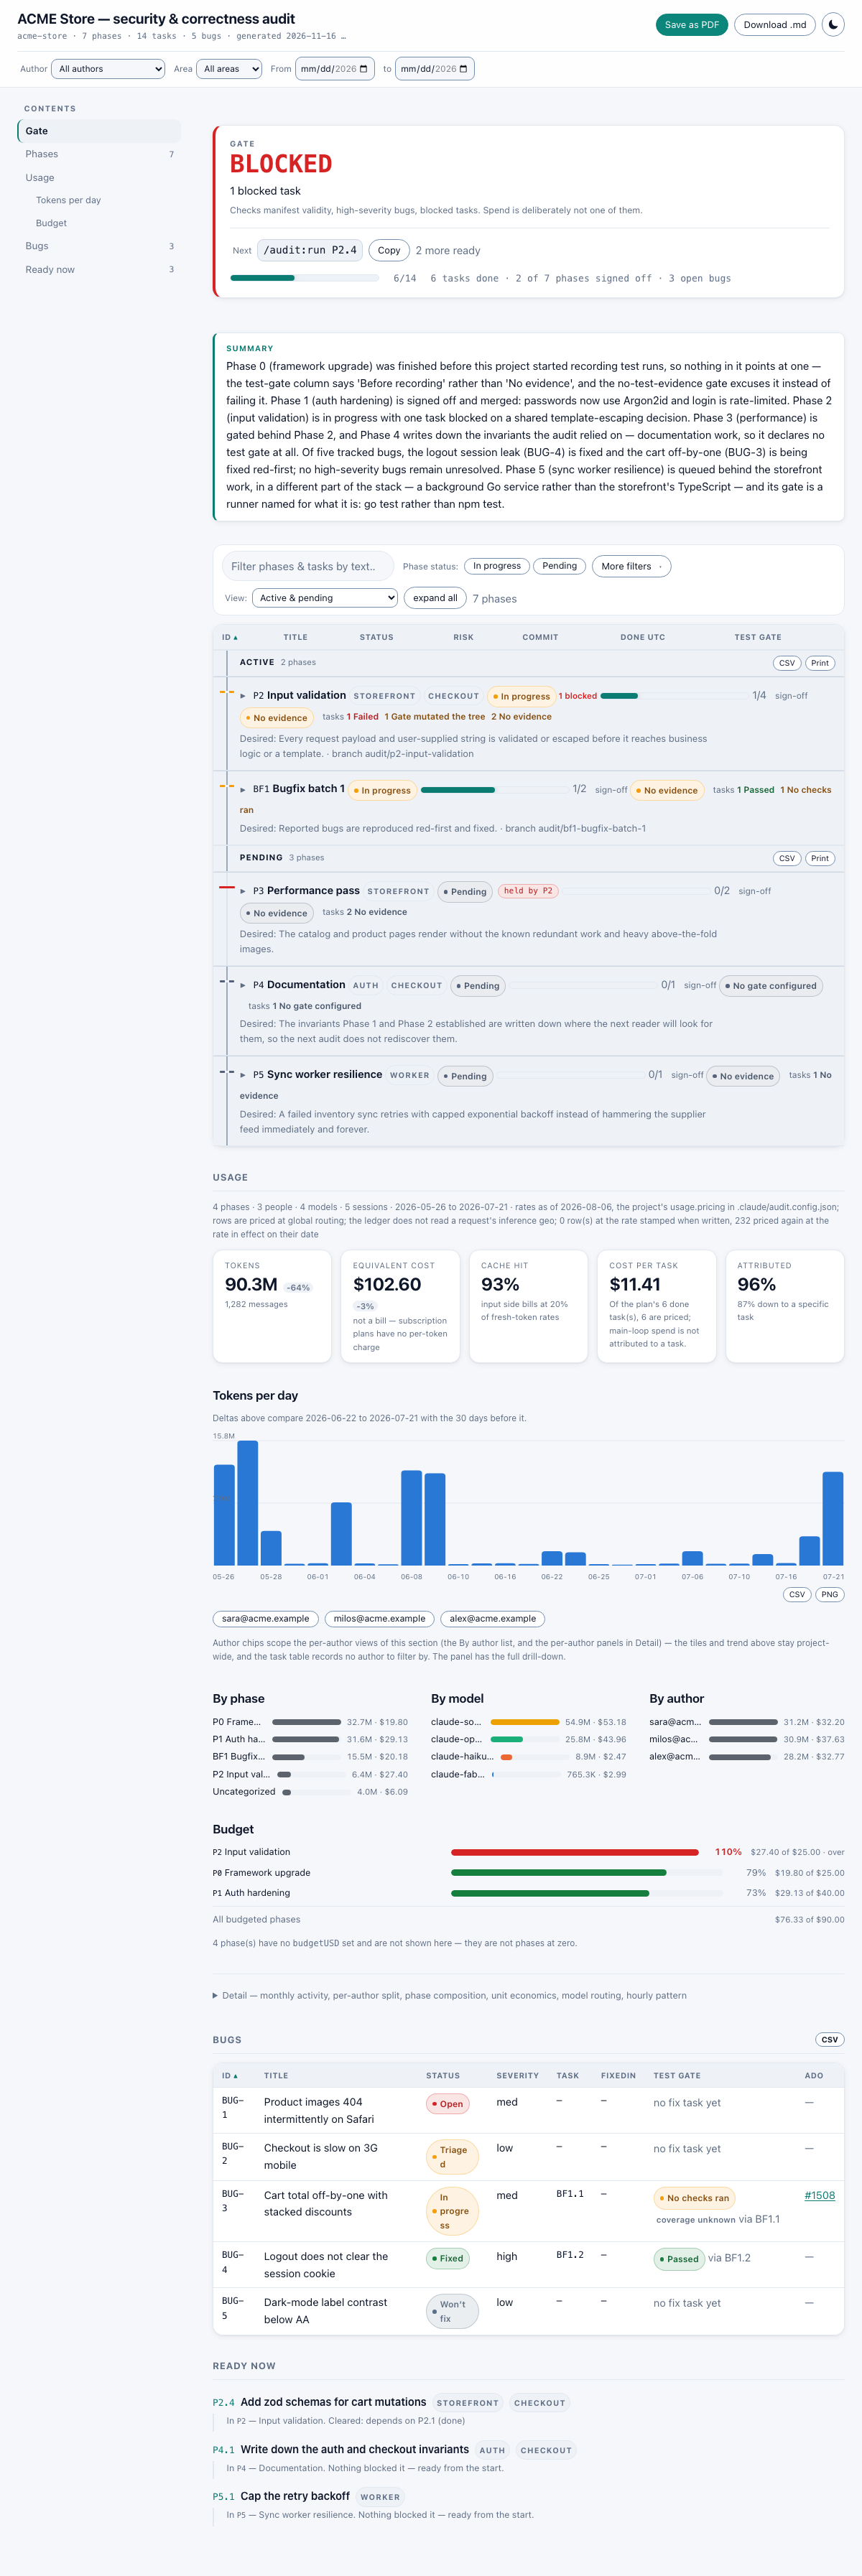 ACME Store — security & correctness audit
acme-store · 7 phases · 14 tasks · 5 bugs · generated 2026-11-16 …
Save as PDF
Download .md
Author All authors Area All areas From mm/dd/2026 to mm/dd/2026
CONTENTS
Gate
Phases 7
Usage
Tokens per day
Budget
Bugs 3
Ready now 3
GATE
BLOCKED
1 blocked task
Checks manifest validity, high-severity bugs, blocked tasks. Spend is deliberately not one of them.
Next /audit:run P2.4 Copy 2 more ready
6/14 6 tasks done · 2 of 7 phases signed off · 3 open bugs
SUMMARY
Phase 0 (framework upgrade) was finished before this project started recording test runs, so nothing in it points at one —
the test-gate column says 'Before recording' rather than 'No evidence', and the no-test-evidence gate excuses it instead of
failing it. Phase 1 (auth hardening) is signed off and merged: passwords now use Argon2id and login is rate-limited. Phase 2
(input validation) is in progress with one task blocked on a shared template-escaping decision. Phase 3 (performance) is
gated behind Phase 2, and Phase 4 writes down the invariants the audit relied on — documentation work, so it declares no
test gate at all. Of five tracked bugs, the logout session leak (BUG-4) is fixed and the cart off-by-one (BUG-3) is being
fixed red-first; no high-severity bugs remain unresolved. Phase 5 (sync worker resilience) is queued behind the storefront
work, in a different part of the stack — a background Go service rather than the storefront's TypeScript — and its gate is a
runner named for what it is: go test rather than npm test.
Filter phases & tasks by text.. Phase status: In progress Pending More filters ·
View: Active & pending expand all 7 phases
ID ▲ TITLE STATUS RISK COMMIT DONE UTC TEST GATE
ACTIVE 2 phases CSV Print
▸ P2 Input validation STOREFRONT CHECKOUT In progress 1 blocked 1/4 sign-off
No evidence tasks 1 Failed 1 Gate mutated the tree 2 No evidence
Desired: Every request payload and user-supplied string is validated or escaped before it reaches business
logic or a template. · branch audit/p2-input-validation
▸ BF1 Bugfix batch 1 In progress 1/2 sign-off No evidence tasks 1 Passed 1 No checks
ran
Desired: Reported bugs are reproduced red-first and fixed. · branch audit/bf1-bugfix-batch-1
PENDING 3 phases CSV Print
▸ P3 Performance pass STOREFRONT Pending held by P2 0/2 sign-off
No evidence tasks 2 No evidence
Desired: The catalog and product pages render without the known redundant work and heavy above-the-fold
images.
▸ P4 Documentation AUTH CHECKOUT Pending 0/1 sign-off No gate configured
tasks 1 No gate configured
Desired: The invariants Phase 1 and Phase 2 established are written down where the next reader will look for
them, so the next audit does not rediscover them.
▸ P5 Sync worker resilience WORKER Pending 0/1 sign-off No evidence tasks 1 No
evidence
Desired: A failed inventory sync retries with capped exponential backoff instead of hammering the supplier
feed immediately and forever.
USAGE
4 phases · 3 people · 4 models · 5 sessions · 2026-05-26 to 2026-07-21 · rates as of 2026-08-06, the project's usage.pricing in .claude/audit.config.json;
rows are priced at global routing; the ledger does not read a request's inference geo; 0 row(s) at the rate stamped when written, 232 priced again at the
rate in effect on their date
TOKENS
90.3M -64%
1,282 messages
EQUIVALENT COST
$102.60
-3%
not a bill — subscription
plans have no per-token
charge
CACHE HIT
93%
input side bills at 20%
of fresh-token rates
COST PER TASK
$11.41
Of the plan's 6 done
task(s), 6 are priced;
main-loop spend is not
attributed to a task.
ATTRIBUTED
96%
87% down to a specific
task
Tokens per day
Deltas above compare 2026-06-22 to 2026-07-21 with the 30 days before it.
15.8M
05-26 05-28 06-01 06-04 06-08 06-10 06-16 06-22 06-25 07-01 07-06 07-10 07-16 07-21
CSV PNG
sara@acme.example milos@acme.example alex@acme.example
Author chips scope the per-author views of this section (the By author list, and the per-author panels in Detail) — the tiles and trend above stay project-
wide, and the task table records no author to filter by. The panel has the full drill-down.
By phase
P0 Frame… 32.7M · $19.80
P1 Auth ha… 31.6M · $29.13
BF1 Bugfix… 15.5M · $20.18
P2 Input val… 6.4M · $27.40
Uncategorized 4.0M · $6.09
By model
claude-so… 54.9M · $53.18
claude-op… 25.8M · $43.96
claude-haiku… 8.9M · $2.47
claude-fab… 765.3K · $2.99
By author
sara@acm… 31.2M · $32.20
milos@ac… 30.9M · $37.63
alex@acm… 28.2M · $32.77
Budget
P2 Input validation 110% $27.40 of $25.00 · over
P0 Framework upgrade 79% $19.80 of $25.00
P1 Auth hardening 73% $29.13 of $40.00
All budgeted phases $76.33 of $90.00
4 phase(s) have no budgetUSD set and are not shown here — they are not phases at zero.
▸ Detail — monthly activity, per-author split, phase composition, unit economics, model routing, hourly pattern
BUGS CSV
ID ▲ TITLE STATUS SEVERITY TASK FIXEDIN TEST GATE ADO
BUG-1 Product images 404 intermittently on Safari Open med — — no fix task yet —
BUG-2 Checkout is slow on 3G mobile Triaged low — — no fix task yet —
BUG-3 Cart total off-by-one with stacked discounts In progress med BF1.1 — No checks ran coverage unknown via BF1.1 #1508
BUG-4 Logout does not clear the session cookie Fixed high BF1.2 — Passed via BF1.2 —
BUG-5 Dark-mode label contrast below AA Won't fix low — — no fix task yet —
READY NOW
P2.4 Add zod schemas for cart mutations STOREFRONT CHECKOUT
In P2 — Input validation. Cleared: depends on P2.1 (done)
P4.1 Write down the auth and checkout invariants AUTH CHECKOUT
In P4 — Documentation. Nothing blocked it — ready from the start.
P5.1 Cap the retry backoff WORKER
In P5 — Sync worker resilience. Nothing blocked it — ready from the start.